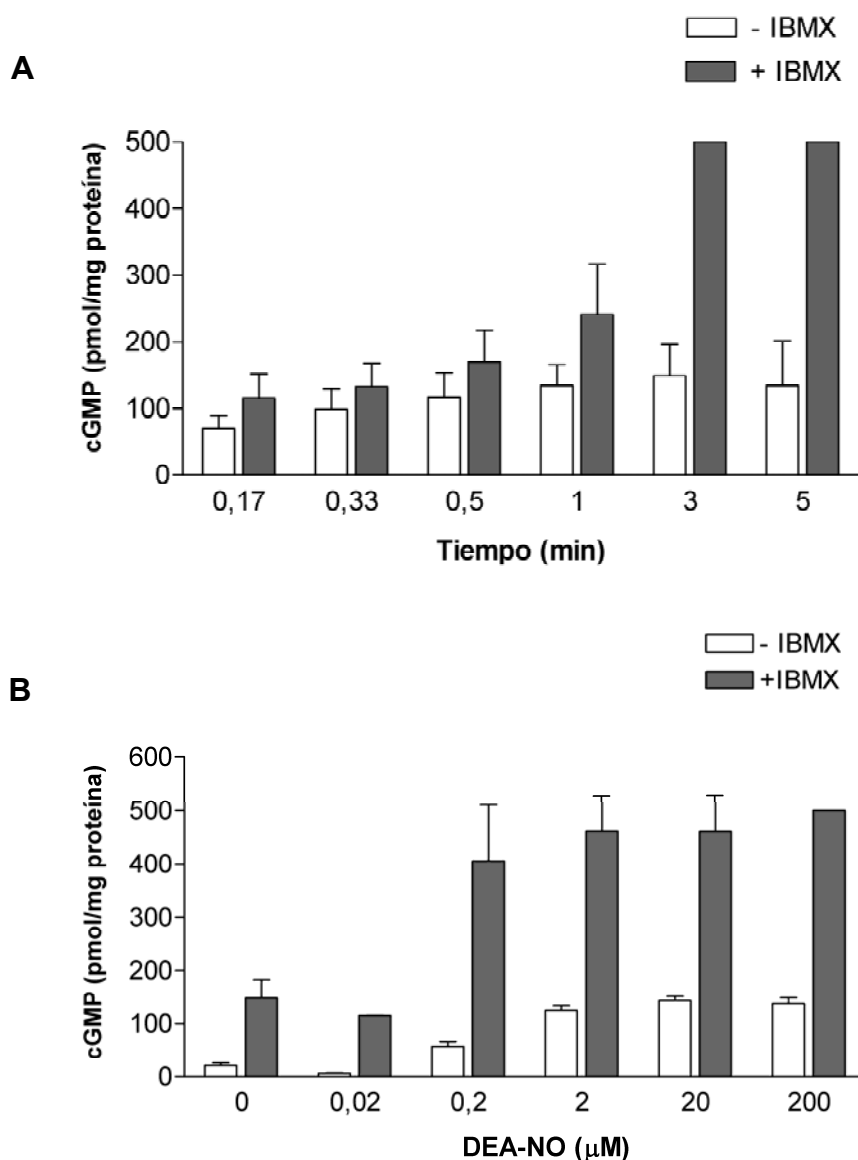 - IBMX
A
+ IBMX
cGMP (pmol/mg proteína)
500
400
300
200
100
0
0,17 0,33 0,5 1 3 5
Tiempo (min)
- IBMX
+IBMX
B
cGMP (pmol/mg proteína)
600
500
400
300
200
100
0
0 0,02 0,2 2 20 200
DEA-NO (µM)